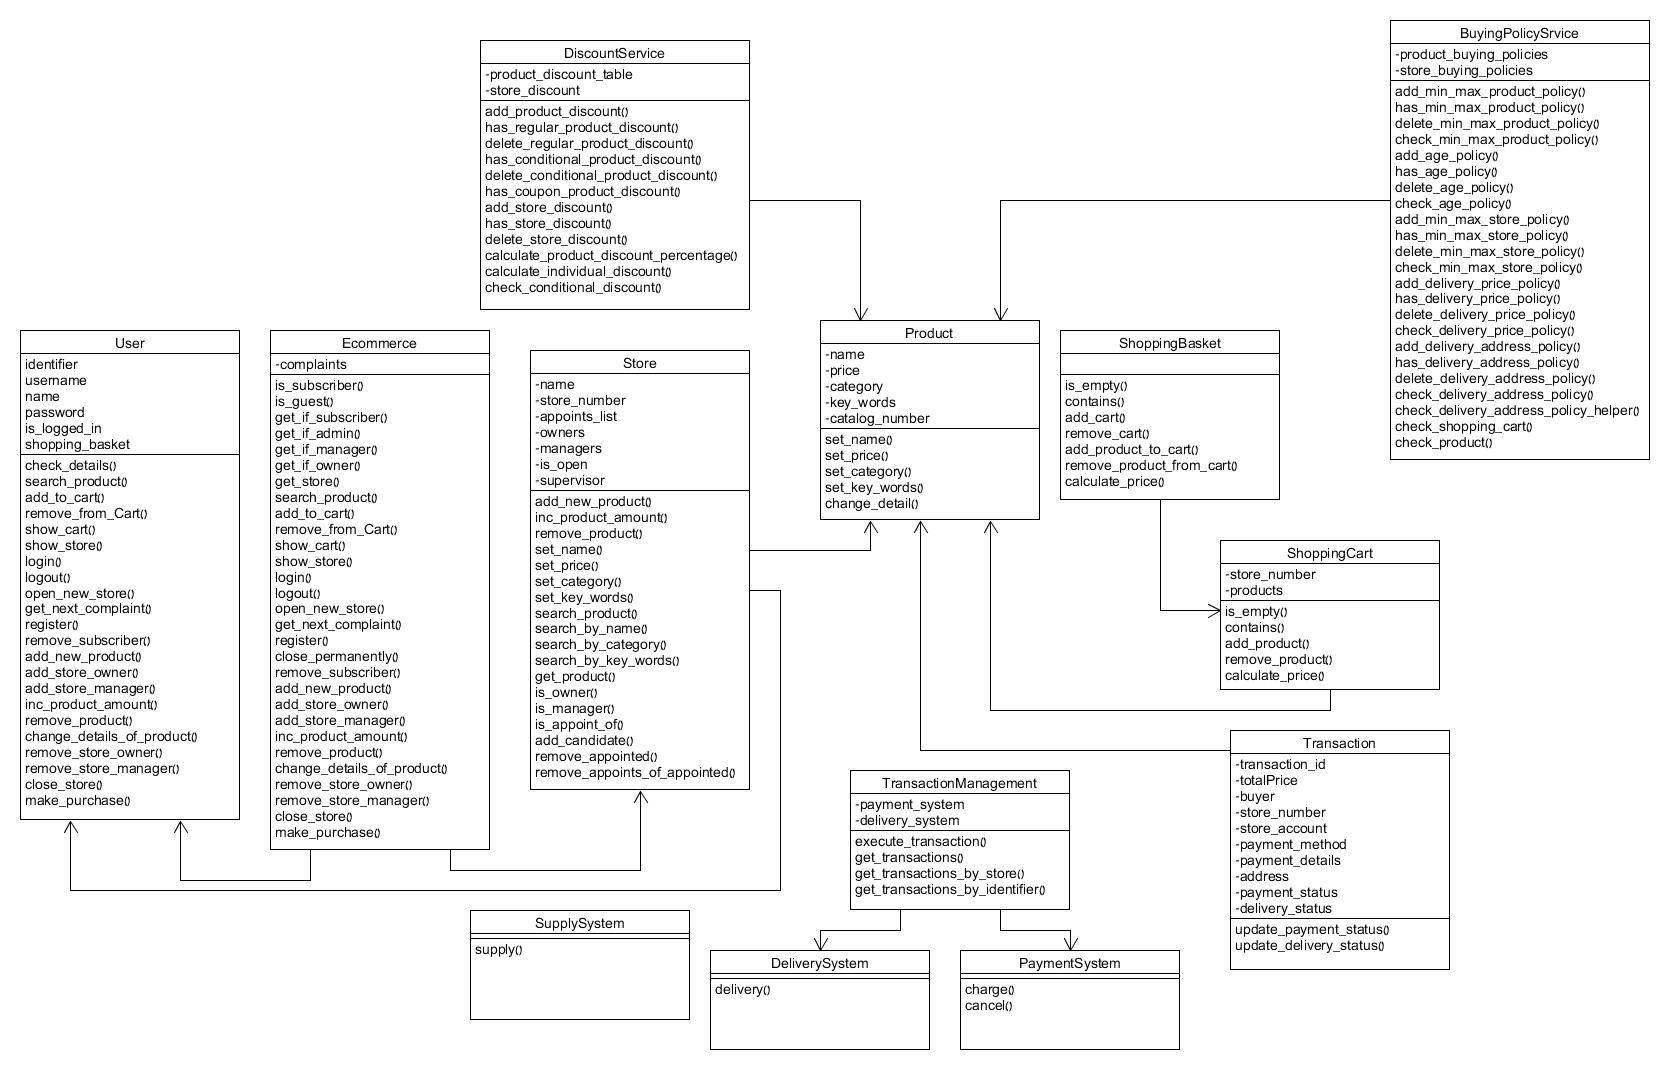 DiscountService
-product_discount_table
-store_discount
add_product_discount()
has_regular_product_discount()
delete_regular_product_discount()
has_conditional_product_discount()
delete_conditional_product_discount()
has_coupon_product_discount()
add_store_discount()
has_store_discount()
delete_store_discount()
calculate_product_discount_percentage()
calculate_individual_discount()
check_conditional_discount()
BuyingPolicySrvice
-product_buying_policies
-store_buying_policies
add_min_max_product_policy()
has_min_max_product_policy()
delete_min_max_product_policy()
check_min_max_product_policy()
add_age_policy()
has_age_policy()
delete_age_policy()
check_age_policy()
add_min_max_store_policy()
has_min_max_store_policy()
delete_min_max_store_policy()
check_min_max_store_policy()
add_delivery_price_policy()
has_delivery_price_policy()
delete_delivery_price_policy()
check_delivery_price_policy()
add_delivery_address_policy()
has_delivery_address_policy()
delete_delivery_address_policy()
check_delivery_address_policy()
check_delivery_address_policy_helper()
check_shopping_cart()
check_product()
User
identifier
username
name
password
is_logged_in
shopping_basket
check_details()
search_product()
add_to_cart()
remove_from_Cart()
show_cart()
show_store()
login()
logout()
open_new_store()
get_next_complaint()
register()
remove_subscriber()
add_new_product()
add_store_owner()
add_store_manager()
inc_product_amount()
remove_product()
change_details_of_product()
remove_store_owner()
remove_store_manager()
close_store()
make_purchase()
Ecommerce
-complaints
is_subscriber()
is_guest()
get_if_subscriber()
get_if_admin()
get_if_manager()
get_if_owner()
get_store()
search_product()
add_to_cart()
remove_from_Cart()
show_cart()
show_store()
login()
logout()
open_new_store()
get_next_complaint()
register()
close_permanently()
remove_subscriber()
add_new_product()
add_store_owner()
add_store_manager()
inc_product_amount()
remove_product()
change_details_of_product()
remove_store_owner()
remove_store_manager()
close_store()
make_purchase()
Store
-name
-store_number
-appoints_list
-owners
-managers
-is_open
-supervisor
add_new_product()
inc_product_amount()
remove_product()
set_name()
set_price()
set_category()
set_key_words()
search_product()
search_by_name()
search_by_category()
search_by_key_words()
get_product()
is_owner()
is_manager()
is_appoint_of()
add_candidate()
remove_appointed()
remove_appoints_of_appointed()
Product
-name
-price
-category
-key_words
-catalog_number
set_name()
set_price()
set_category()
set_key_words()
change_detail()
ShoppingBasket
is_empty()
contains()
add_cart()
remove_cart()
add_product_to_cart()
remove_product_from_cart()
calculate_price()
ShoppingCart
-store_number
-products
is_empty()
contains()
add_product()
remove_product()
calculate_price()
Transaction
-transaction_id
-totalPrice
-buyer
-store_number
-store_account
-payment_method
-payment_details
-address
-payment_status
-delivery_status
update_payment_status()
update_delivery_status()
TransactionManagement
-payment_system
-delivery_system
execute_transaction()
get_transactions()
get_transactions_by_store()
get_transactions_by_identifier()
SupplySystem
supply()
DeliverySystem
delivery()
PaymentSystem
charge()
cancel()